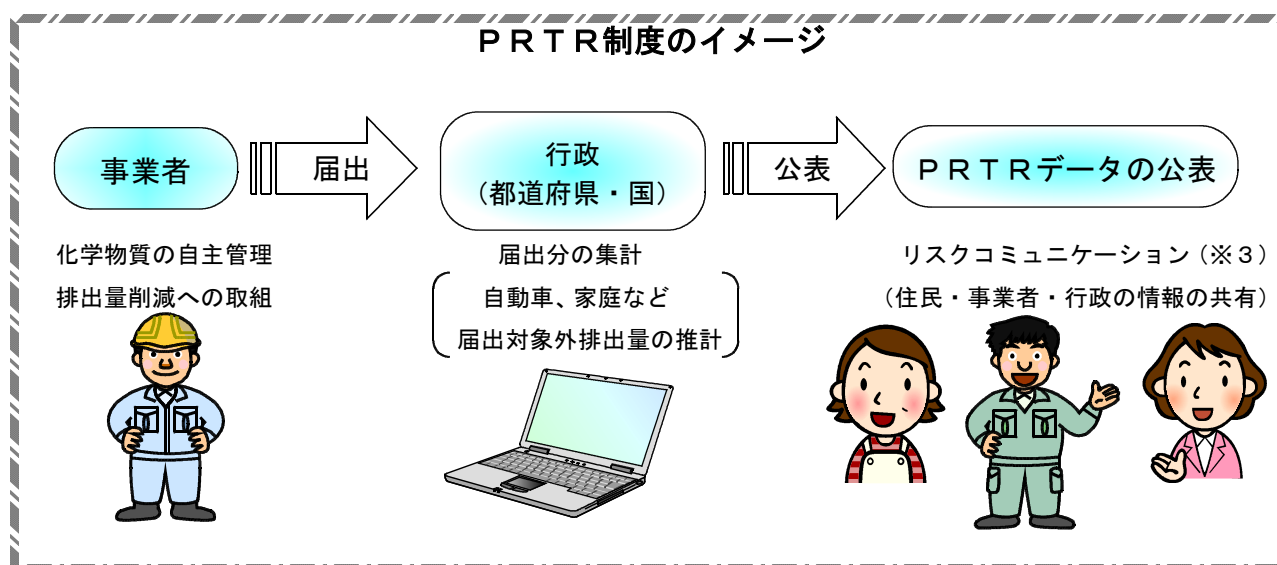 ＰＲＴＲ制度のイメージ
事業者
届出
行政
（都道府県・国）
公表
ＰＲＴＲデータの公表
化学物質の自主管理
排出量削減への取組
届出分の集計
自動車、家庭など
届出対象外排出量の推計
リスクコミュニケーション（※３）
（住民・事業者・行政の情報の共有）